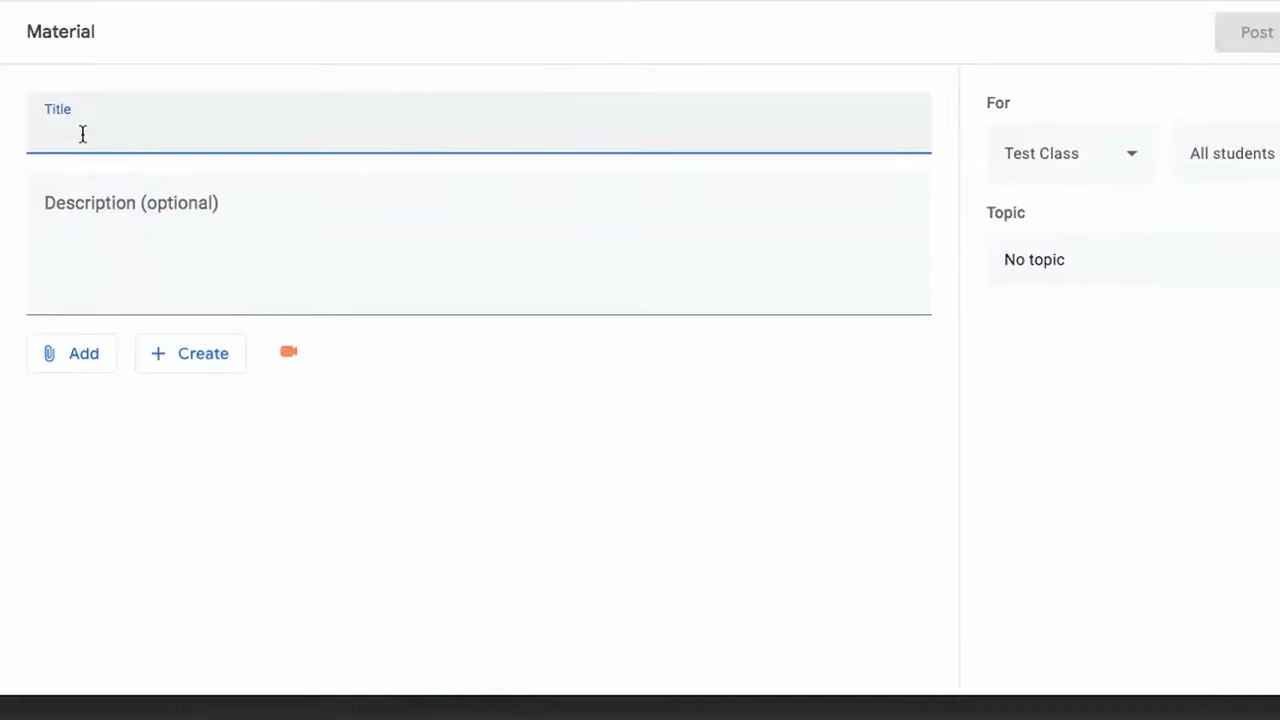 Material
Post
Title
Description (optional)
Add
Create
For
Test Class
All students
Topic
No topic